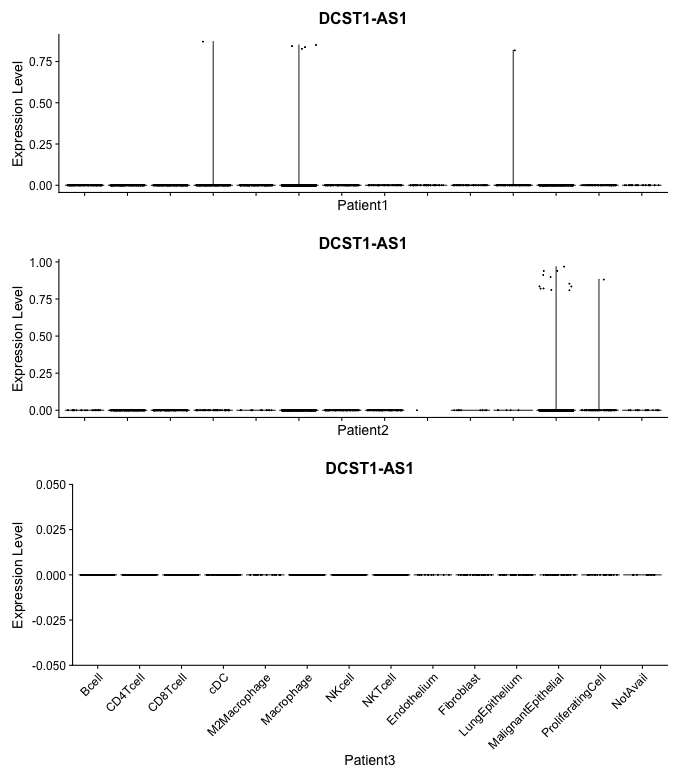 DCST1-AS1
Expression Level
0.75
0.50
0.25
0.00
Patient1
DCST1-AS1
Expression Level
1.00
0.75
0.50
0.25
0.00
Patient2
DCST1-AS1
Expression Level
0.050
0.025
0.000
-0.025
-0.050
Bcell
CD4Tcell
CD8Tcell
cDC
M2Macrophage
Macrophage
NKcell
NKTcell
Endothelium
Fibroblast
LungEpithelium
MalignantEpithelial
ProliferatingCell
NotAvail
Patient3